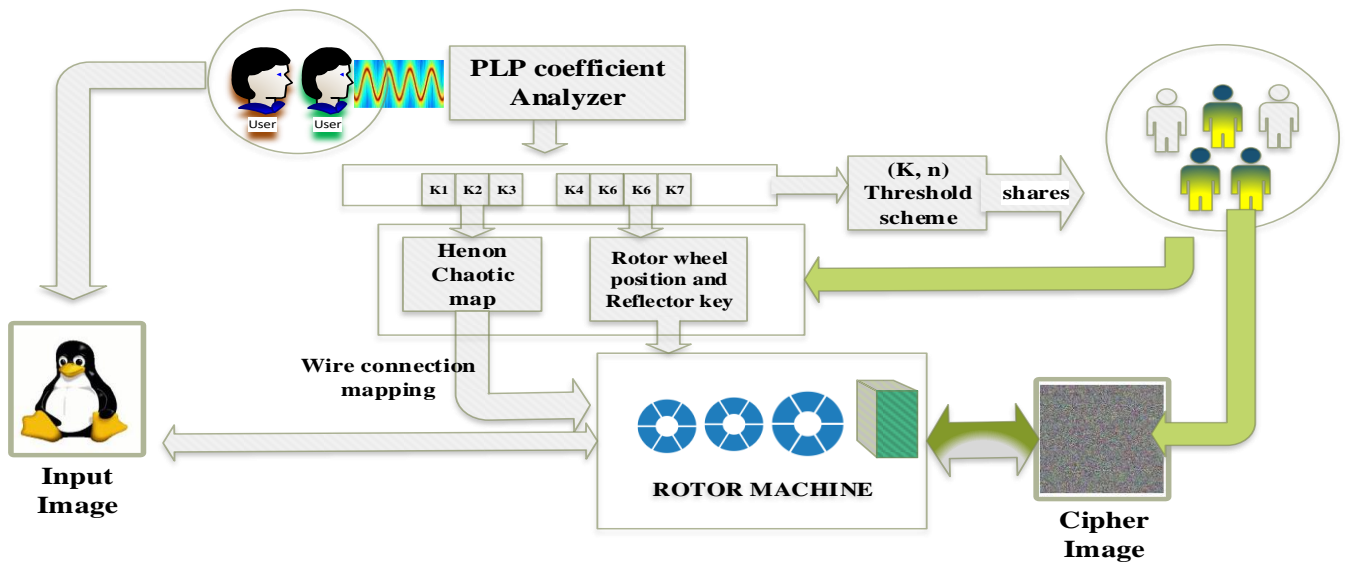 PLP coefficient
Analyzer
User
User
K1 K2 K3
K4 K6 K6 K7
(K, n)
Threshold
scheme
shares
Henon
Chaotic
map
Rotor wheel
position and
Reflector key
Wire connection
mapping
ROTOR MACHINE
Input
Image
Cipher
Image